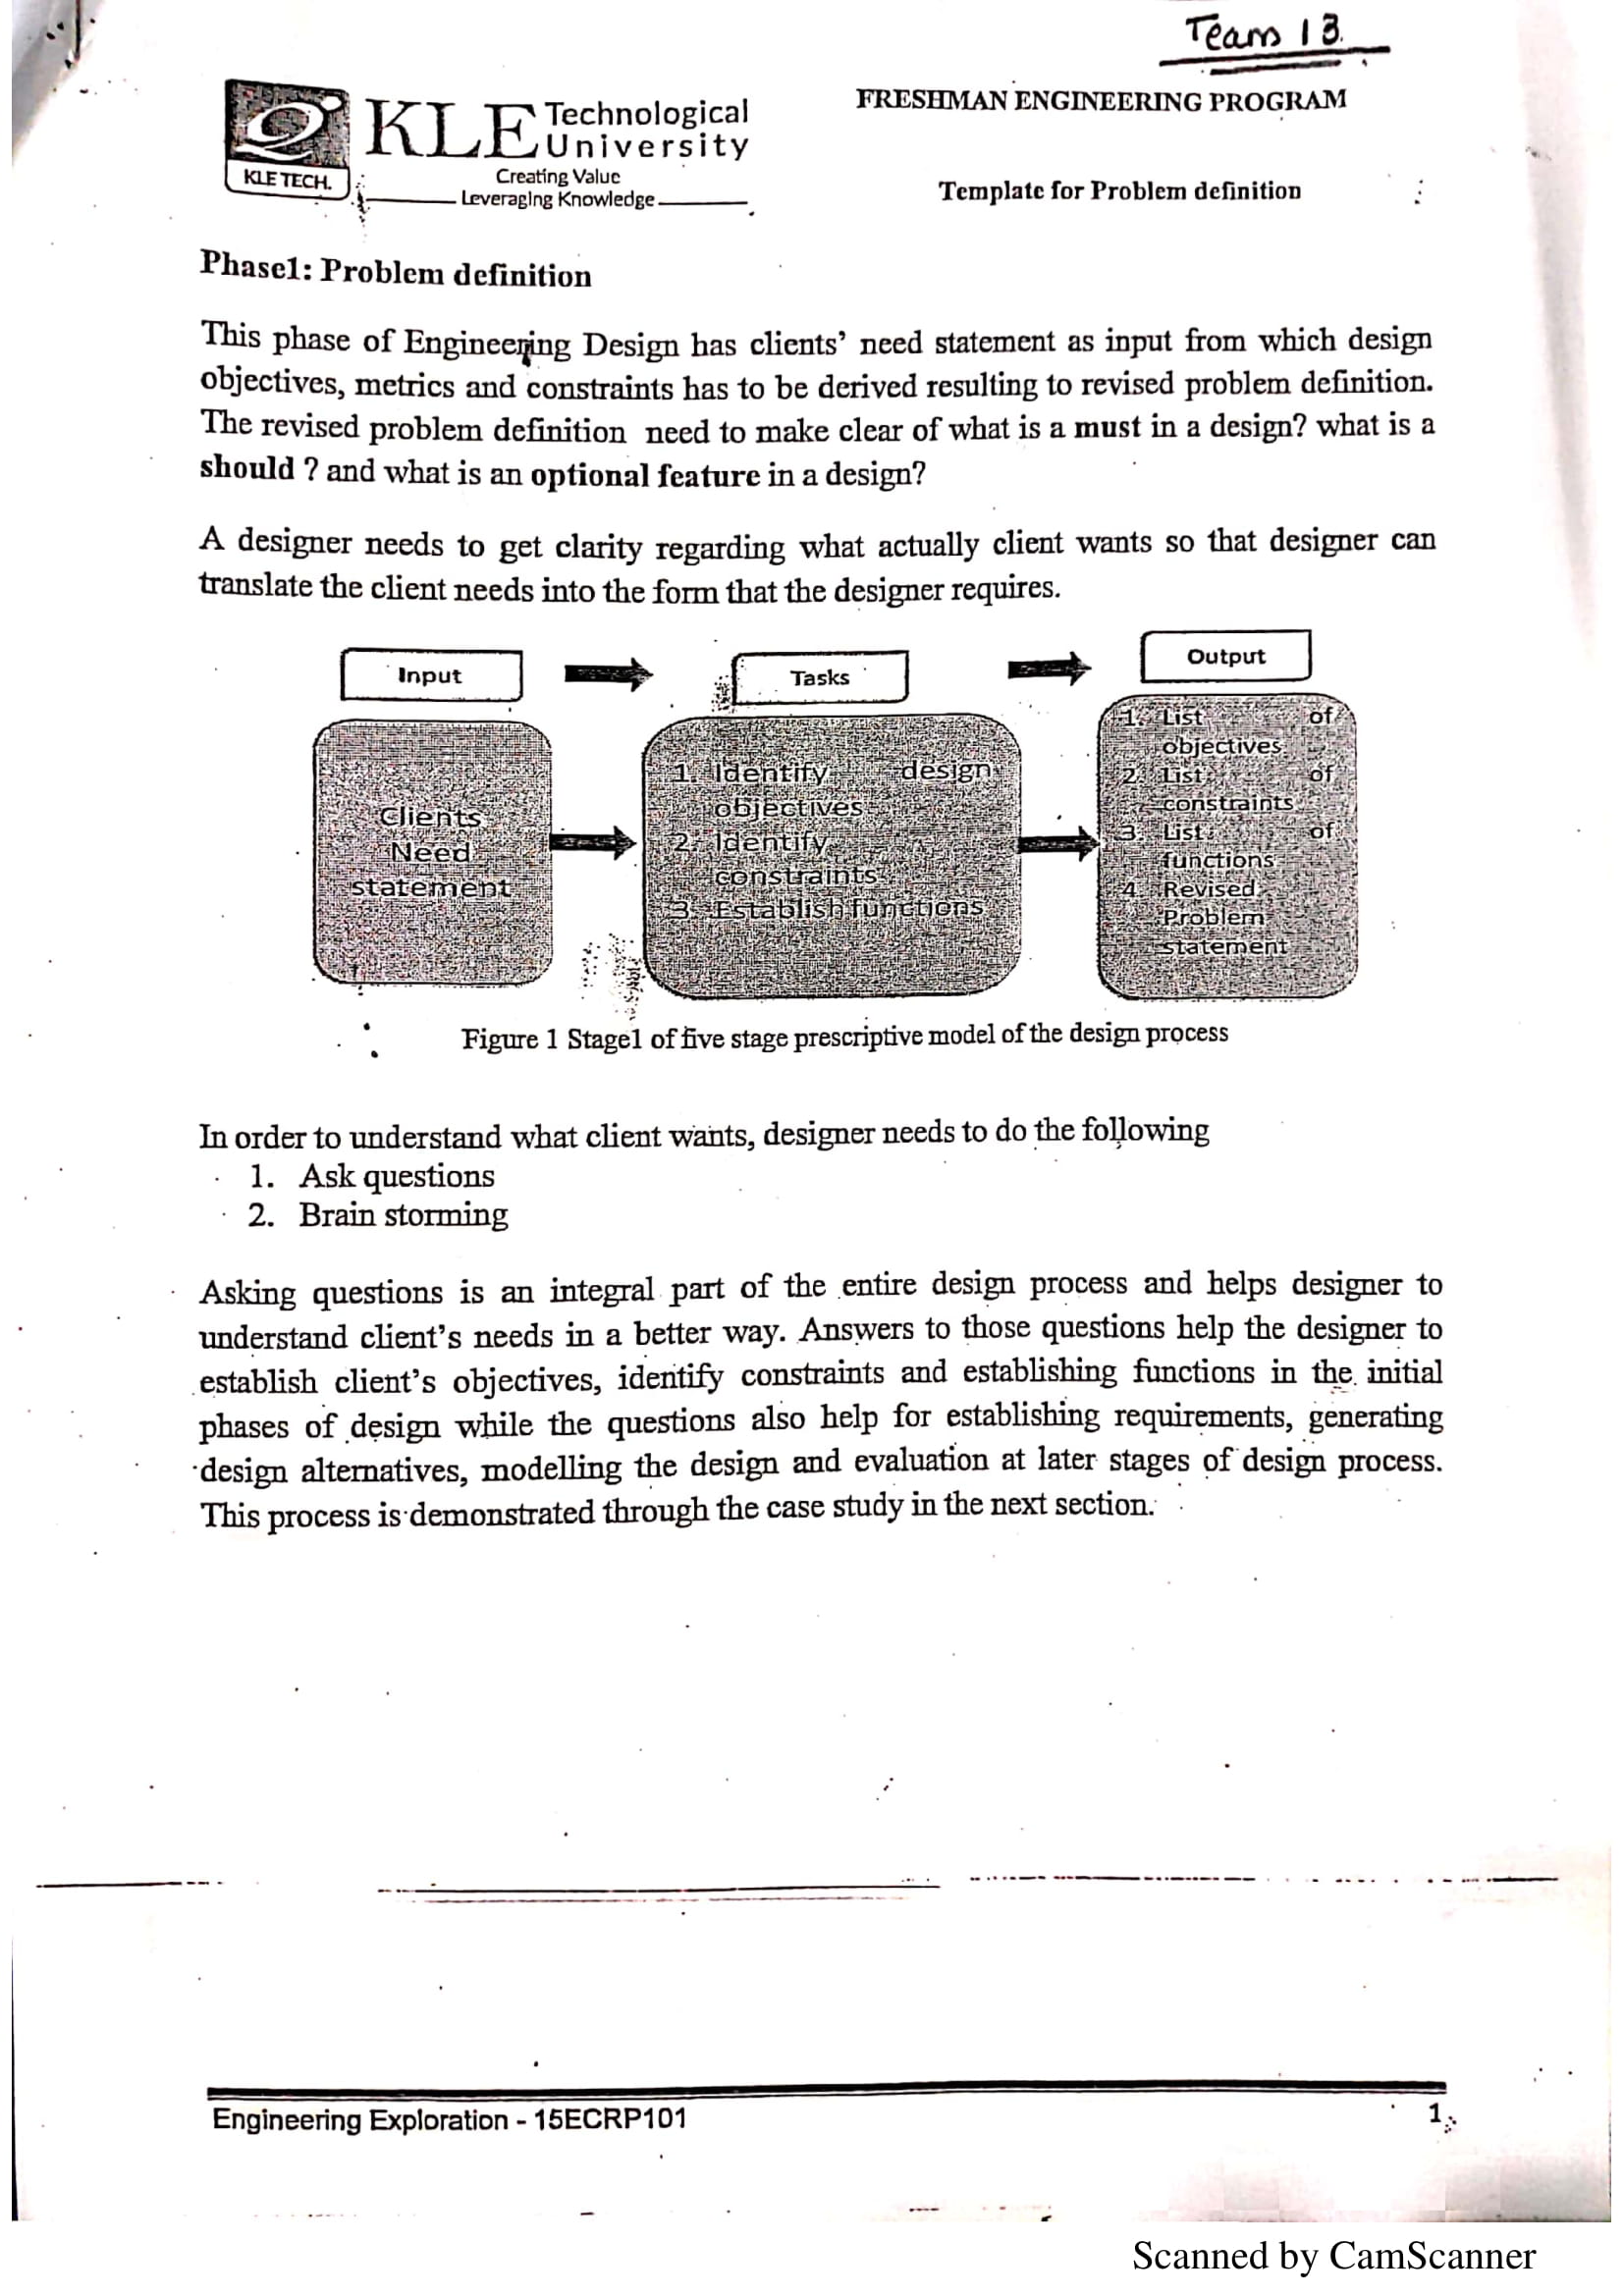 Team 13.
KLE Technological
University
KLE TECH.
Creating Value
Leveraging Knowledge
FRESHMAN ENGINEERING PROGRAM
Template for Problem definition
Phase1: Problem definition
This phase of Engineering Design has clients’ need statement as input from which design
objectives, metrics and constraints has to be derived resulting to revised problem definition.
The revised problem definition need to make clear of what is a must in a design? what is a
should ? and what is an optional feature in a design?
A designer needs to get clarity regarding what actually client wants so that designer can
translate the client needs into the form that the designer requires.
Input
Tasks
Output
Clients
Need
statement
1. Identify design
objectives
2. Identify
constraints
3. Establish functions
1. List of
objectives
2. List of
constraints
3. List of
functions
4 Revised
Problem
statement
Figure 1 Stage1 of five stage prescriptive model of the design process
In order to understand what client wants, designer needs to do the following
1. Ask questions
2. Brain storming
Asking questions is an integral part of the entire design process and helps designer to
understand client’s needs in a better way. Answers to those questions help the designer to
establish client’s objectives, identify constraints and establishing functions in the initial
phases of design while the questions also help for establishing requirements, generating
design alternatives, modelling the design and evaluation at later stages of design process.
This process is demonstrated through the case study in the next section.
Engineering Exploration - 15ECRP101
1
Scanned by CamScanner